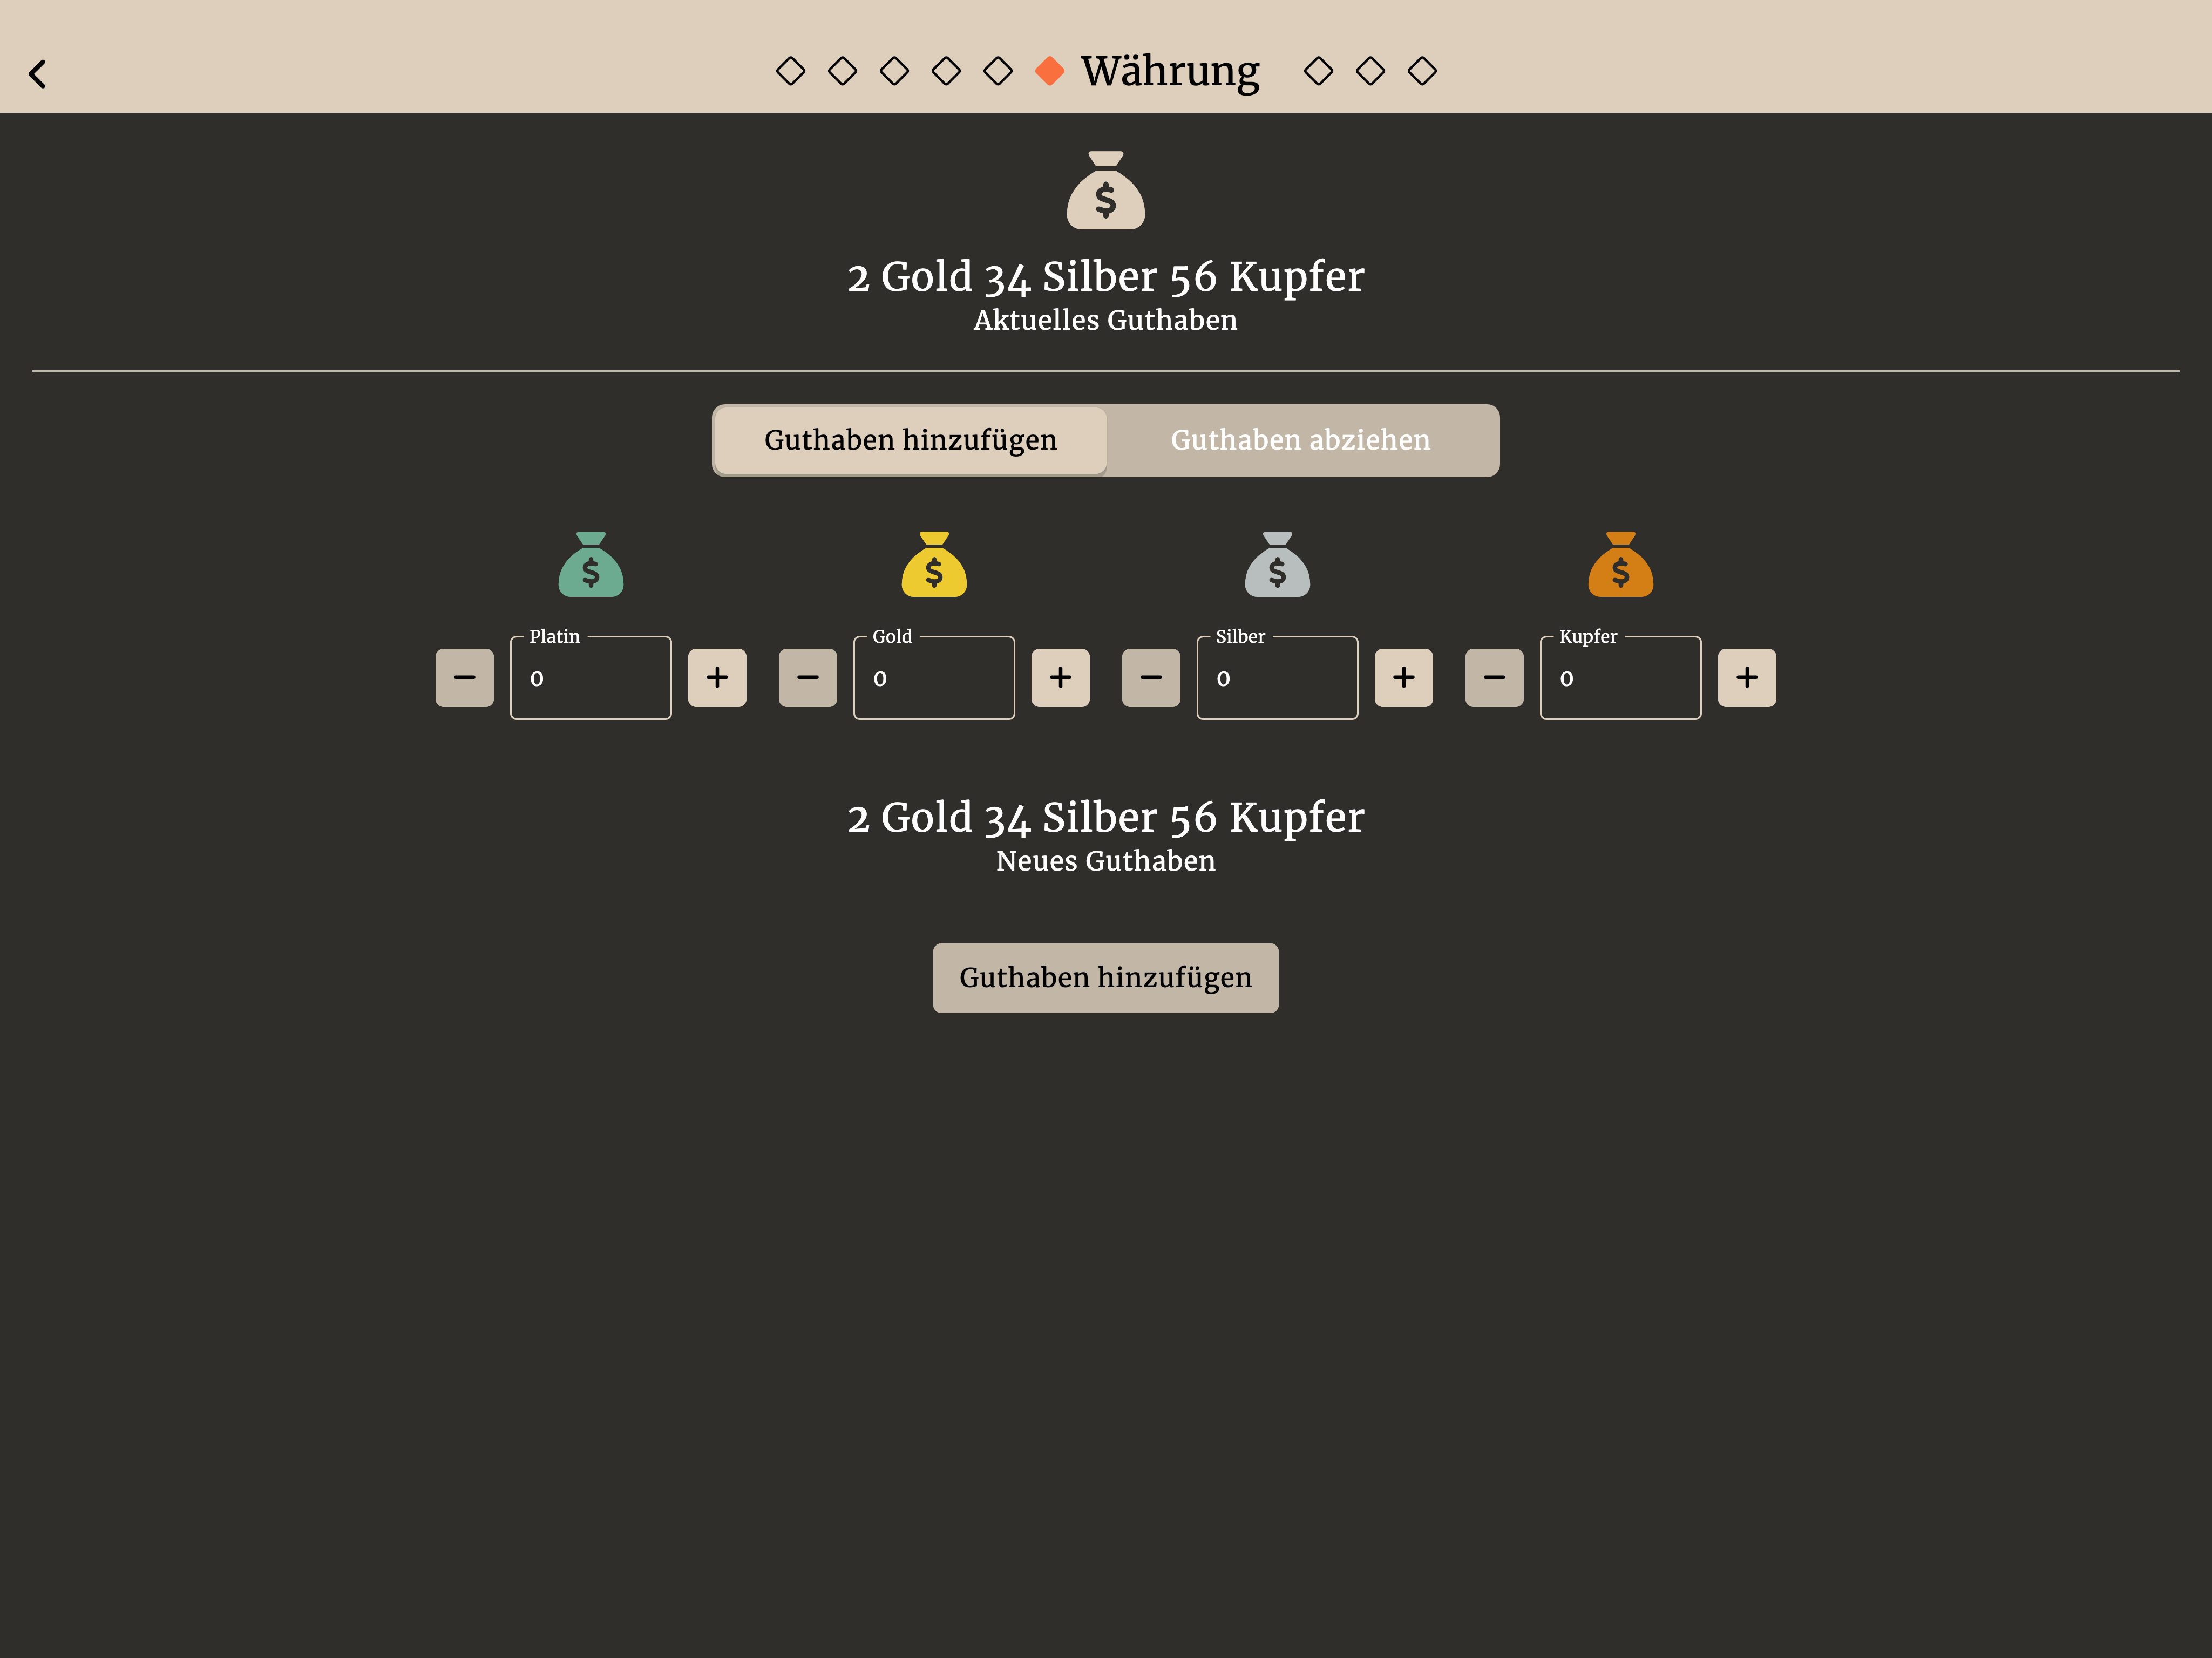 Währung
2 Gold 34 Silber 56 Kupfer
Aktuelles Guthaben
Guthaben hinzufügen Guthaben abziehen
$ $ $ $
Platin Gold Silber Kupfer
0 0 0 0
2 Gold 34 Silber 56 Kupfer
Neues Guthaben
Guthaben hinzufügen